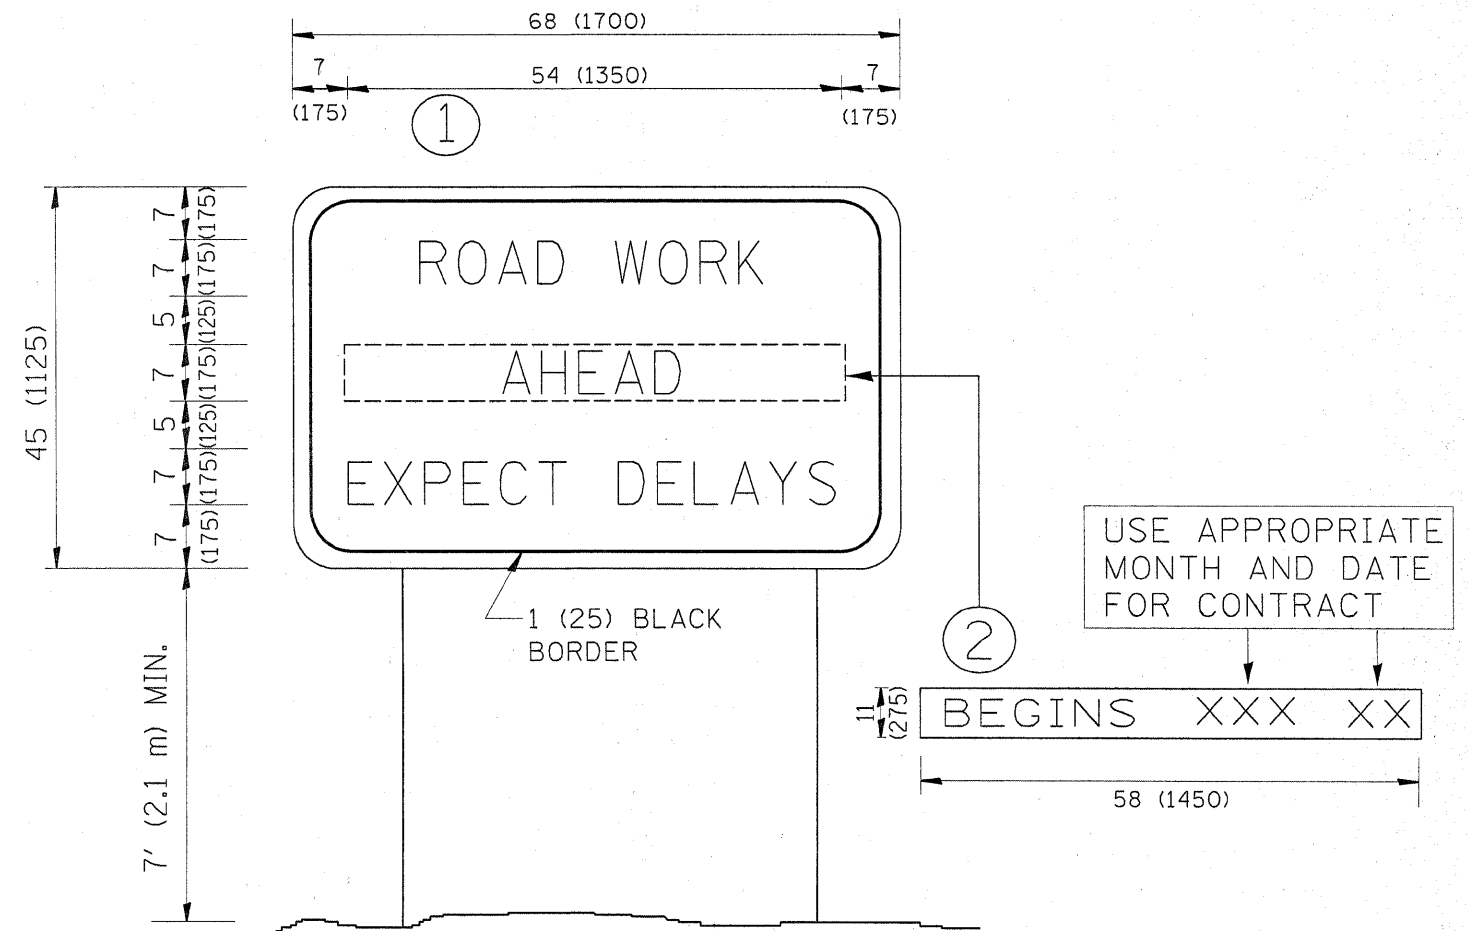 68 (1700)
7
54 (1350)
7
(175)
(175)
1
7
(175)
7
(175)
5
(125)
7
(175)
5
(125)
7
(175)
7
(175)
45 (1125)
ROAD WORK
AHEAD
EXPECT DELAYS
1 (25) BLACK
BORDER
7' (2.1 m) MIN.
USE APPROPRIATE
MONTH AND DATE
FOR CONTRACT
2
11
(275)
BEGINS XXX XX
58 (1450)